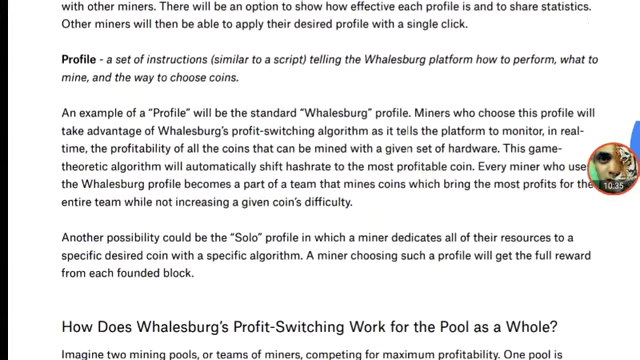 with other miners. There will be an option to show how effective each profile is and to share statistics.
Other miners will then be able to apply their desired profile with a single click.
Profile - a set of instructions (similar to a script) telling the Whalesburg platform how to perform, what to
mine, and the way to choose coins.
An example of a “Profile” will be the standard “Whalesburg” profile. Miners who choose this profile will
take advantage of Whalesburg’s profit-switching algorithm as it tells the platform to monitor, in real-
time, the profitability of all the coins that can be mined with a given set of hardware. This game-
theoretic algorithm will automatically shift hashrate to the most profitable coin. Every miner who use
the Whalesburg profile becomes a part of a team that mines coins which bring the most profits for the
10:35
entire team while not increasing a given coin’s difficulty.
Another possibility could be the “Solo” profile in which a miner dedicates all of their resources to a
specific desired coin with a specific algorithm. A miner choosing such a profile will get the full reward
from each founded block.
How Does Whalesburg’s Profit-Switching Work for the Pool as a Whole?
Imagine two mining pools, or teams of miners, competing for maximum profitability. One pool is